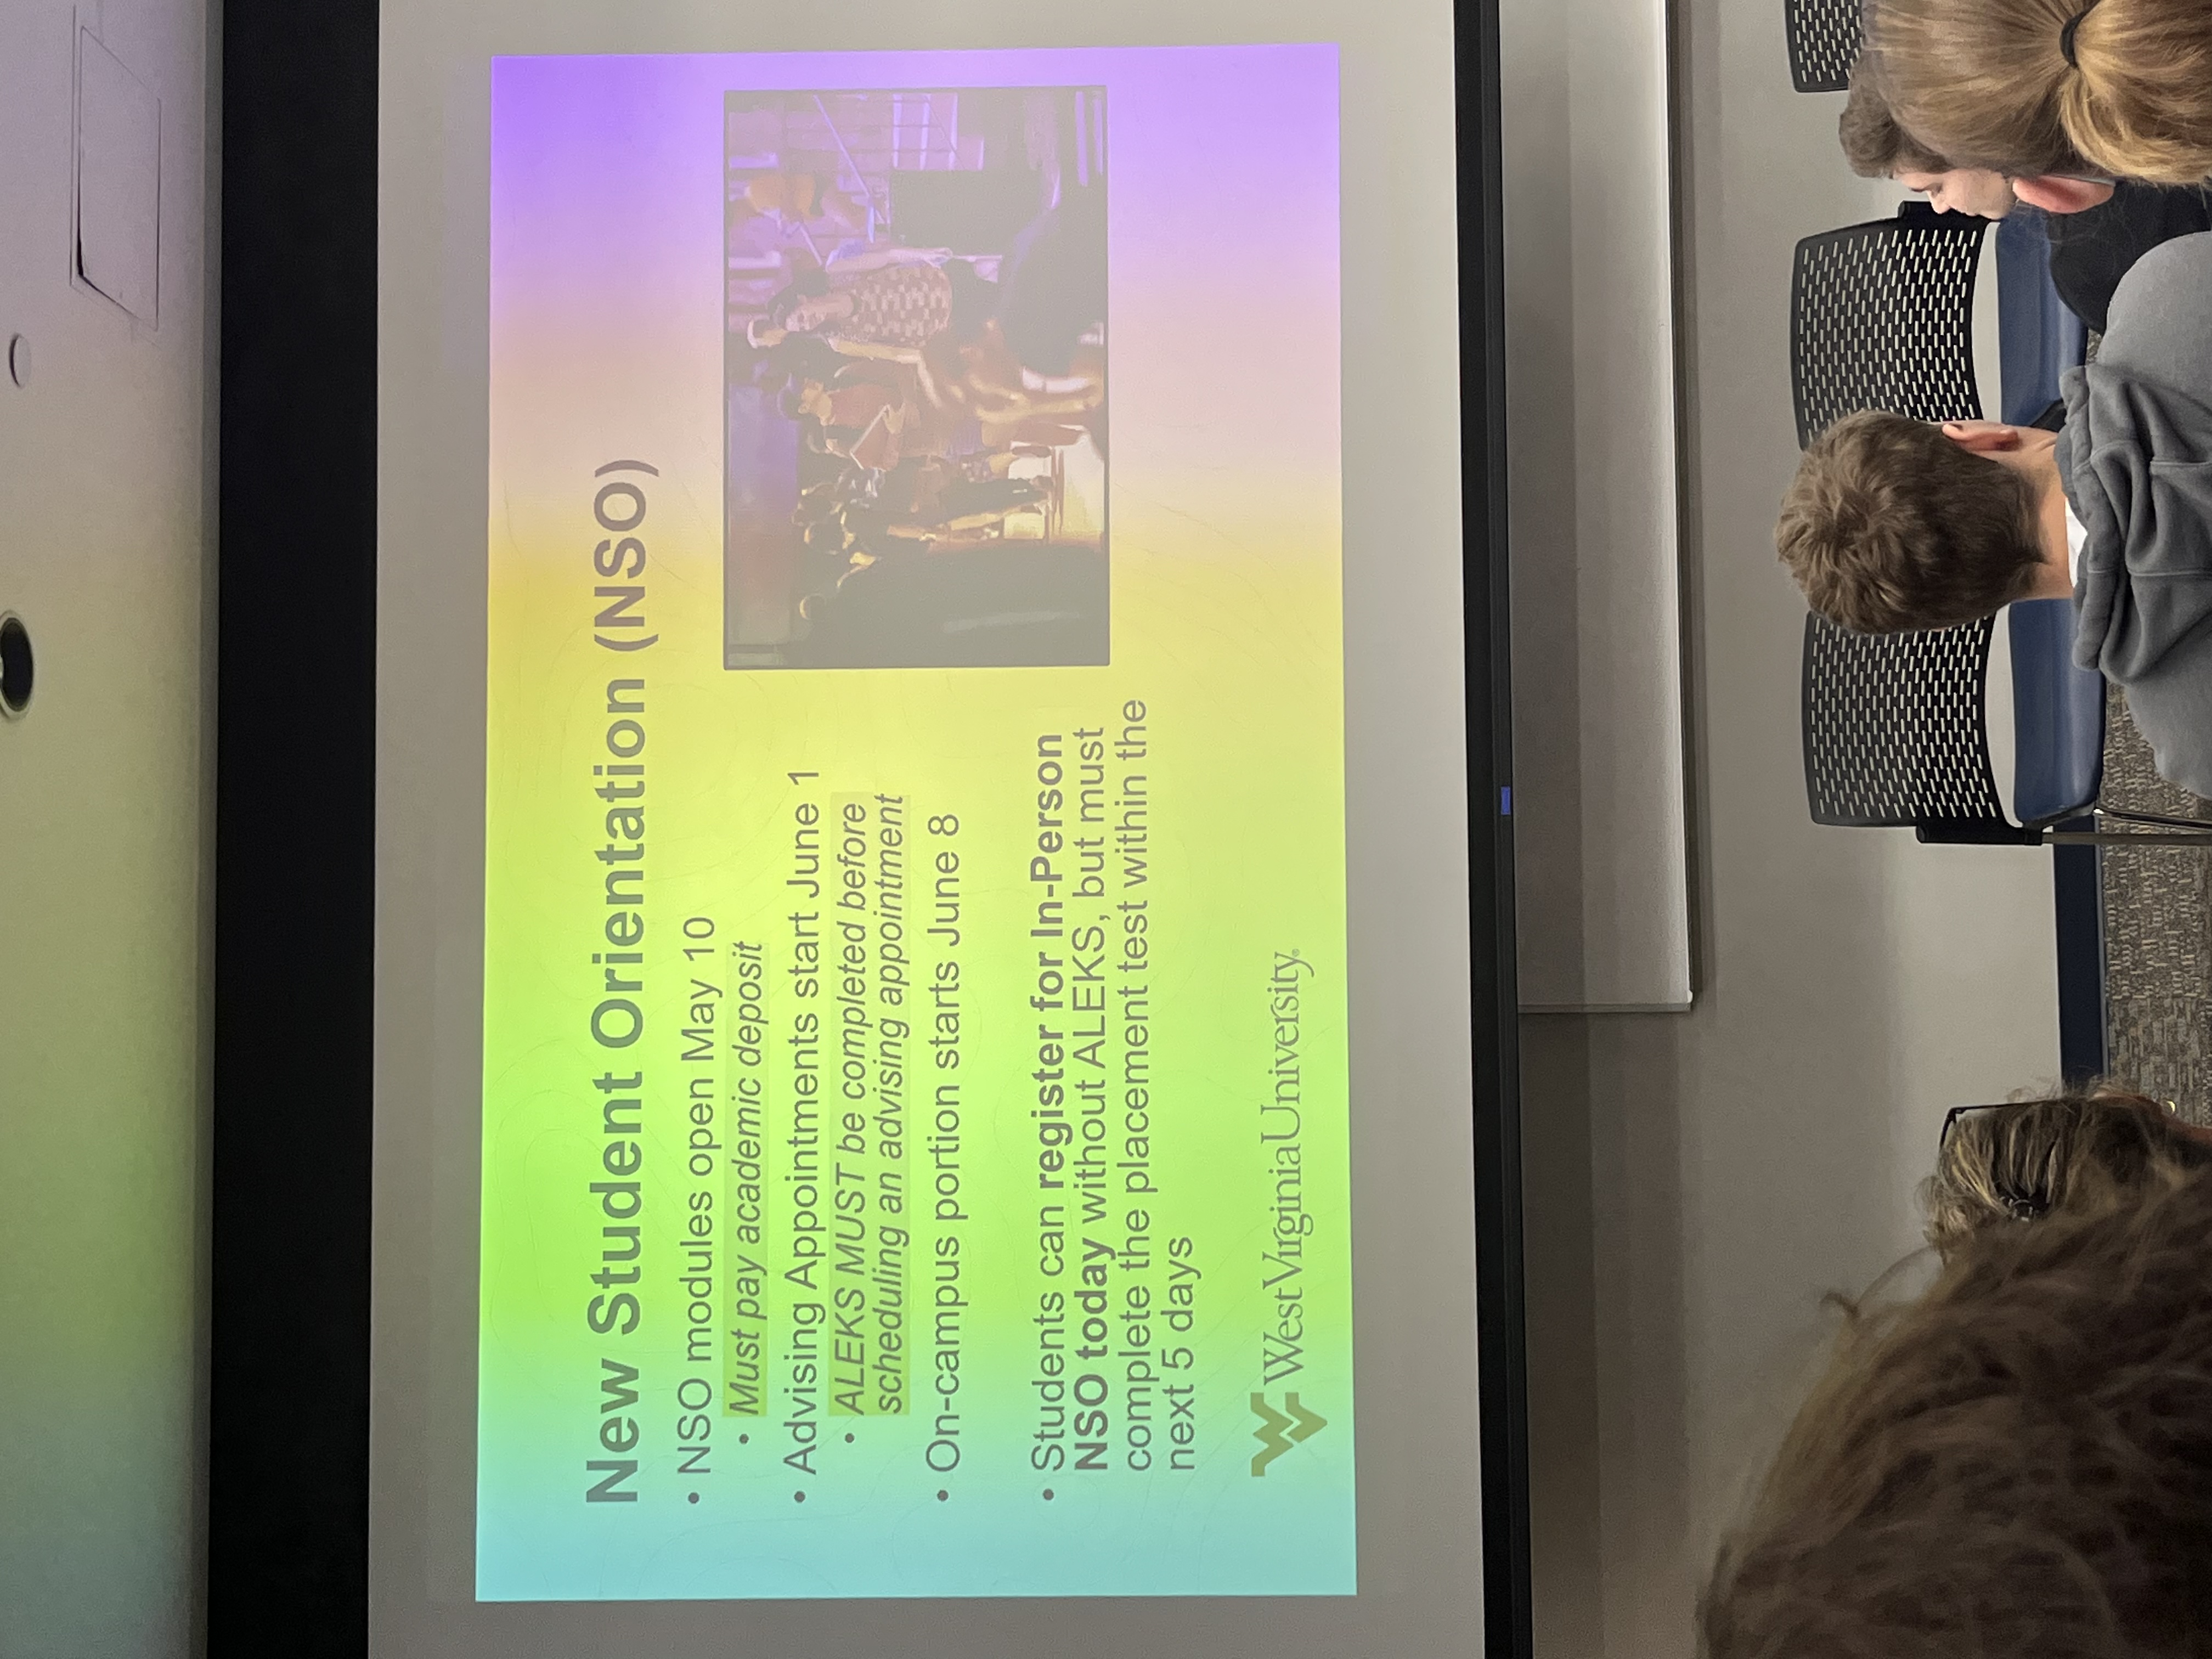 New Student Orientation (NSO)
• NSO modules open May 10
• Must pay academic deposit
• Advising Appointments start June 1
• ALEKS MUST be completed before
scheduling an advising appointment
• On-campus portion starts June 8
• Students can register for In-Person
NSO today without ALEKS, but must
complete the placement test within the
next 5 days
WV WestVirginiaUniversity®